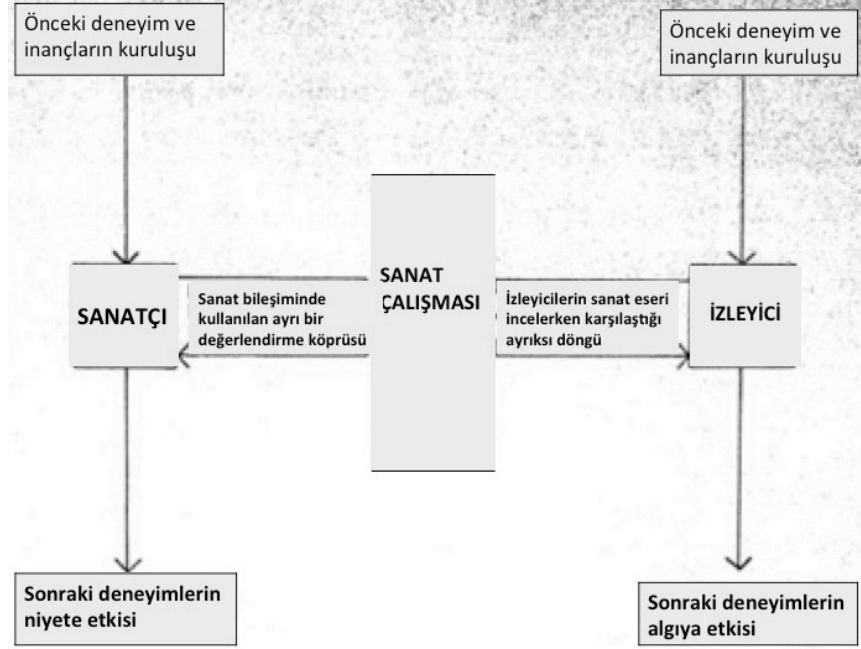 Önceki deneyim ve
inançların kuruluşu
Önceki deneyim ve
inançların kuruluşu
SANATÇI
Sanat bileşiminde
kullanılan ayrı bir
değerlendirme köprüsü
SANAT
ÇALIŞMASI
İzleyicilerin sanat eseri
incelerken karşılaştığı
ayrıksı döngü
İZLEYİCİ
Sonraki deneyimlerin
niyete etkisi
Sonraki deneyimlerin
algıya etkisi